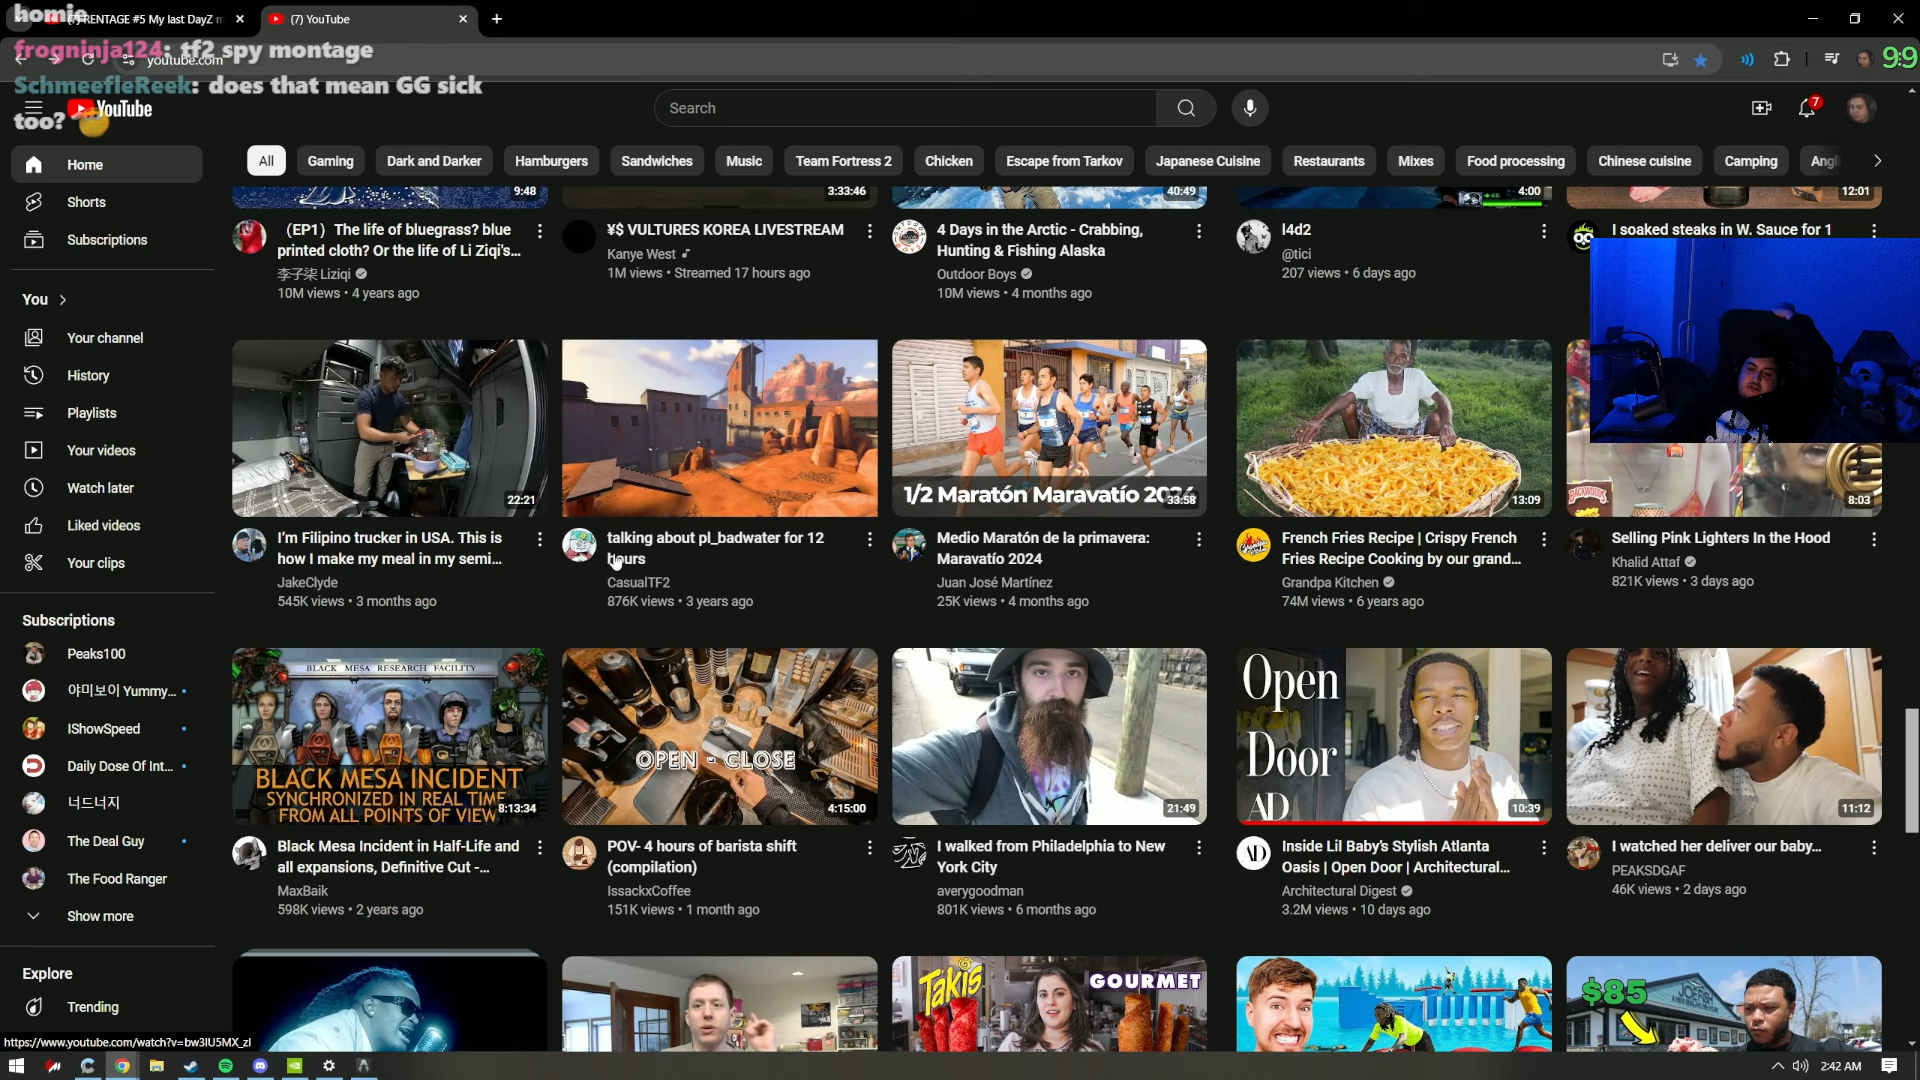 homie
(7) RENTAGE #5 My last DayZ m
(7) YouTube
frogninja124: tf2 spy montage
youtube.com
99
SchmeefleReek: does that mean GG sick
too?
YouTube
Search
7
Home
Shorts
Subscriptions
You
Your channel
History
Playlists
Your videos
Watch later
Liked videos
Your clips
Subscriptions
Peaks100
야미보이 Yummy...
IShowSpeed
Daily Dose Of Int...
너드너지
The Deal Guy
The Food Ranger
Show more
Explore
Trending
All
Gaming
Dark and Darker
Hamburgers
Sandwiches
Music
Team Fortress 2
Chicken
Escape from Tarkov
Japanese Cuisine
Restaurants
Mixes
Food processing
Chinese cuisine
Camping
Angli
9:48
3:33:46
40:49
4:00
12:01
（EP1）The life of bluegrass? blue
printed cloth? Or the life of Li Ziqi's...
李子柒 Liziqi
10M views • 4 years ago
¥$ VULTURES KOREA LIVESTREAM
Kanye West
1M views • Streamed 17 hours ago
4 Days in the Arctic - Crabbing,
Hunting & Fishing Alaska
Outdoor Boys
10M views • 4 months ago
l4d2
@tici
207 views • 6 days ago
I soaked steaks in W. Sauce for 1
22:21
1/2 Maratón Maravatío 2024
33:58
13:09
BACKWOODS
8:03
I'm Filipino trucker in USA. This is
how I make my meal in my semi...
JakeClyde
545K views • 3 months ago
talking about pl_badwater for 12
hours
CasualTF2
876K views • 3 years ago
Medio Maratón de la primavera:
Maravatío 2024
Juan José Martínez
25K views • 4 months ago
French Fries Recipe | Crispy French
Fries Recipe Cooking by our grand...
Grandpa Kitchen
74M views • 6 years ago
Selling Pink Lighters In the Hood
Khalid Attaf
821K views • 3 days ago
BLACK MESA RESEARCH FACILITY
BLACK MESA INCIDENT
SYNCHRONIZED IN REAL TIME
FROM ALL POINTS OF VIEW
8:13:34
OPEN - CLOSE
4:15:00
21:49
Open
Door
AD
10:39
11:12
Black Mesa Incident in Half-Life and
all expansions, Definitive Cut -...
MaxBaik
598K views • 2 years ago
POV- 4 hours of barista shift
(compilation)
IssackxCoffee
151K views • 1 month ago
I walked from Philadelphia to New
York City
averygoodman
801K views • 6 months ago
AD
Inside Lil Baby's Stylish Atlanta
Oasis | Open Door | Architectural...
Architectural Digest
3.2M views • 10 days ago
I watched her deliver our baby...
PEAKSDGAF
46K views • 2 days ago
Takis
GOURMET
$85
https://www.youtube.com/watch?v=bw3IU5MX_zI
2:42 AM